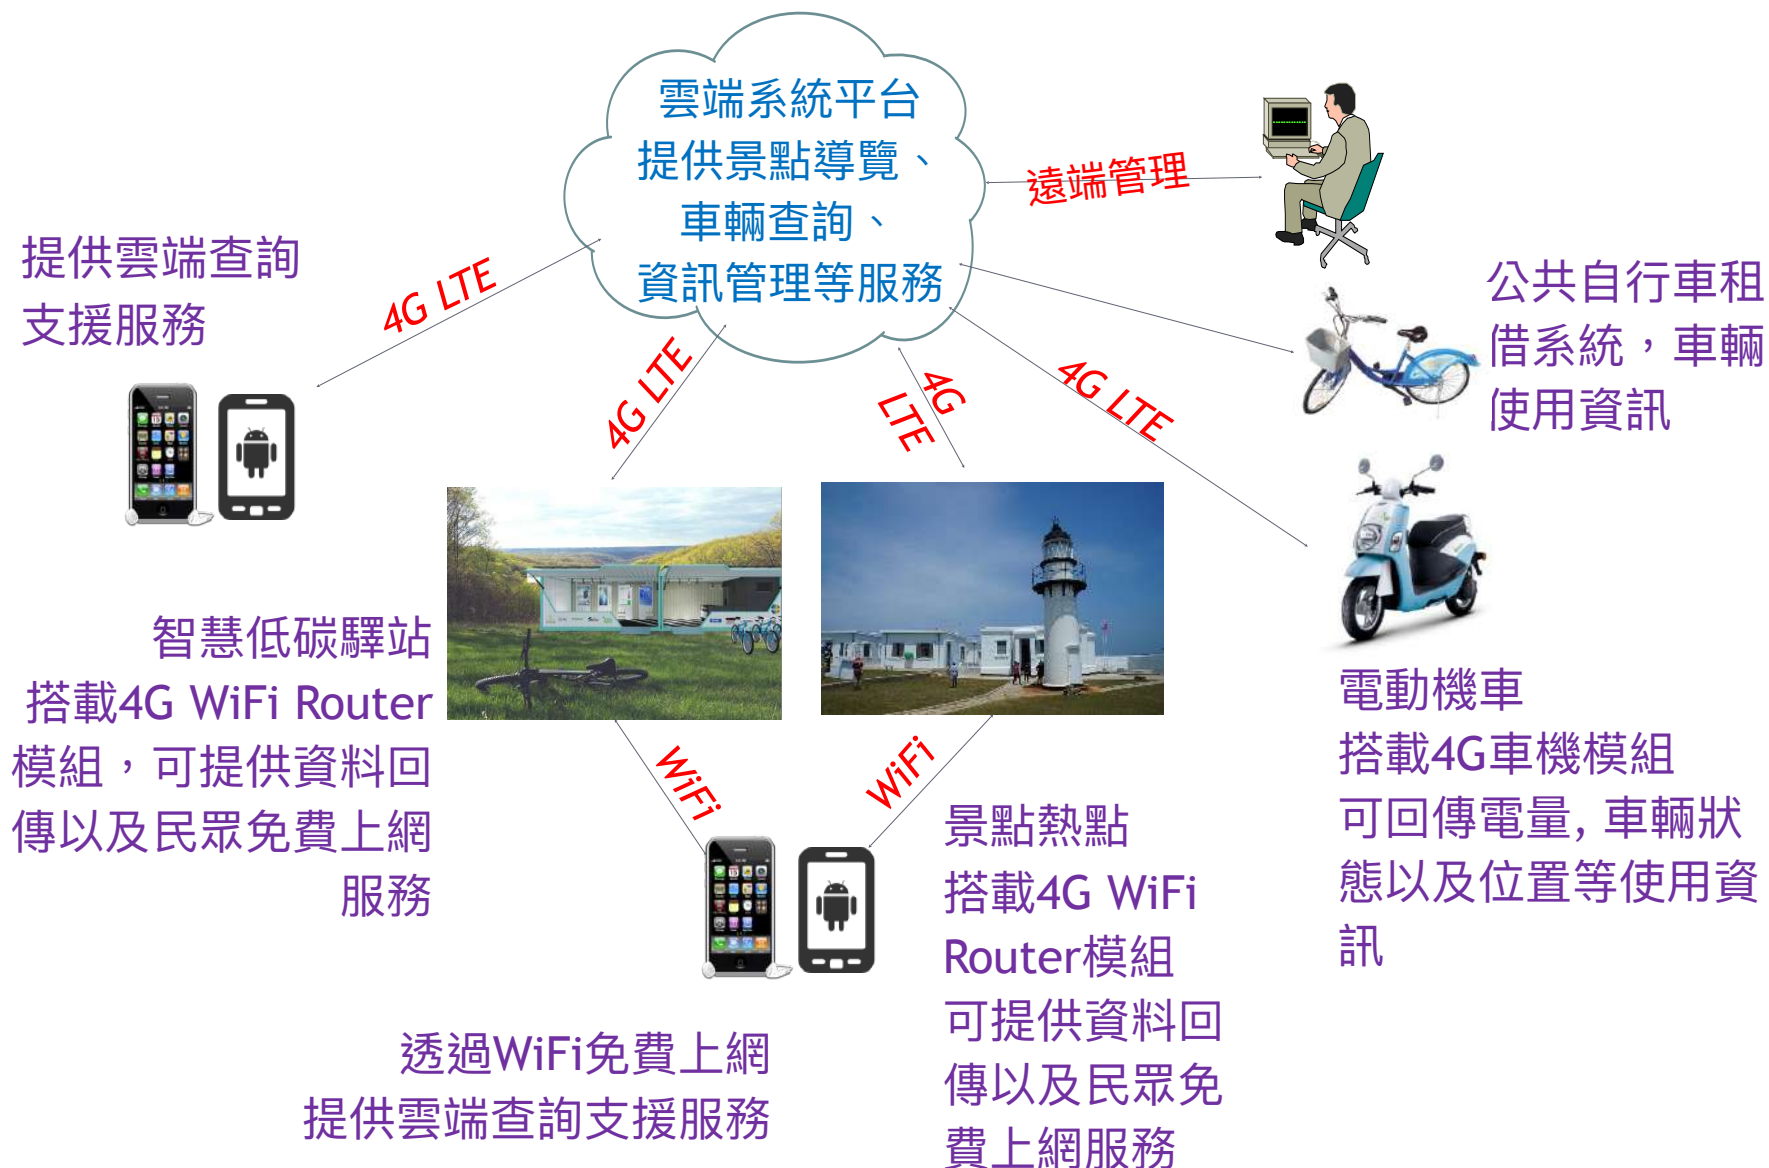 雲端系統平台
提供景點導覽、
車輛查詢、
資訊管理等服務
遠端管理
提供雲端查詢
支援服務
4G LTE
4G LTE
4G
LTE
4G LTE
公共自行車租
借系統，車輛
使用資訊
智慧低碳驛站
搭載4G WiFi Router
模組，可提供資料回
傳以及民眾免費上網
服務
WiFi
WiFi
景點熱點
搭載4G WiFi
Router模組
可提供資料回
傳以及民眾免
費上網服務
電動機車
搭載4G車機模組
可回傳電量, 車輛狀
態以及位置等使用資
訊
透過WiFi免費上網
提供雲端查詢支援服務